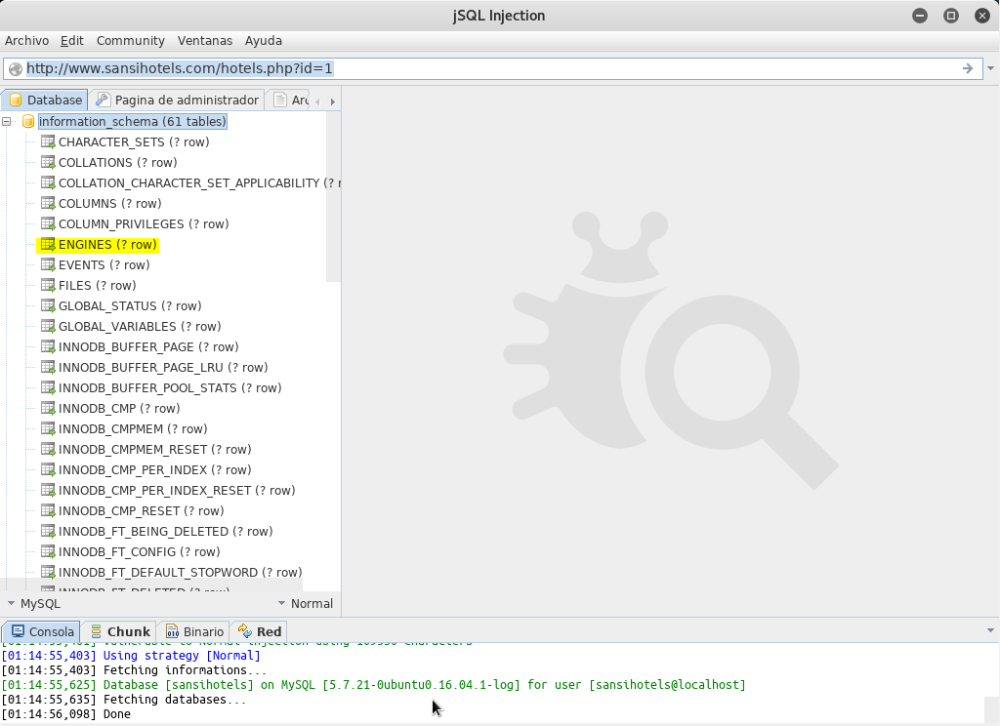 jSQL Injection
Archivo Edit Community Ventanas Ayuda
http://www.sansihotels.com/hotels.php?id=1
Database Pagina de administrador
information_schema (61 tables)
CHARACTER_SETS (? row)
COLLATIONS (? row)
COLLATION_CHARACTER_SET_APPLICABILITY (? r
COLUMNS (? row)
COLUMN_PRIVILEGES (? row)
ENGINES (? row)
EVENTS (? row)
FILES (? row)
GLOBAL_STATUS (? row)
GLOBAL_VARIABLES (? row)
INNODB_BUFFER_PAGE (? row)
INNODB_BUFFER_PAGE_LRU (? row)
INNODB_BUFFER_POOL_STATS (? row)
INNODB_CMP (? row)
INNODB_CMPMEM (? row)
INNODB_CMPMEM_RESET (? row)
INNODB_CMP_PER_INDEX (? row)
INNODB_CMP_PER_INDEX_RESET (? row)
INNODB_CMP_RESET (? row)
INNODB_FT_BEING_DELETED (? row)
INNODB_FT_CONFIG (? row)
INNODB_FT_DEFAULT_STOPWORD (? row)
INNODB_FT_DELETED (? row)
MySQL Normal
Consola Chunk Binario Red
[01:14:55,403] Using strategy [Normal]
[01:14:55,403] Fetching informations...
[01:14:55,625] Database [sansihotels] on MySQL [5.7.21-0ubuntu0.16.04.1-log] for user [sansihotels@localhost]
[01:14:55,635] Fetching databases...
[01:14:56,098] Done